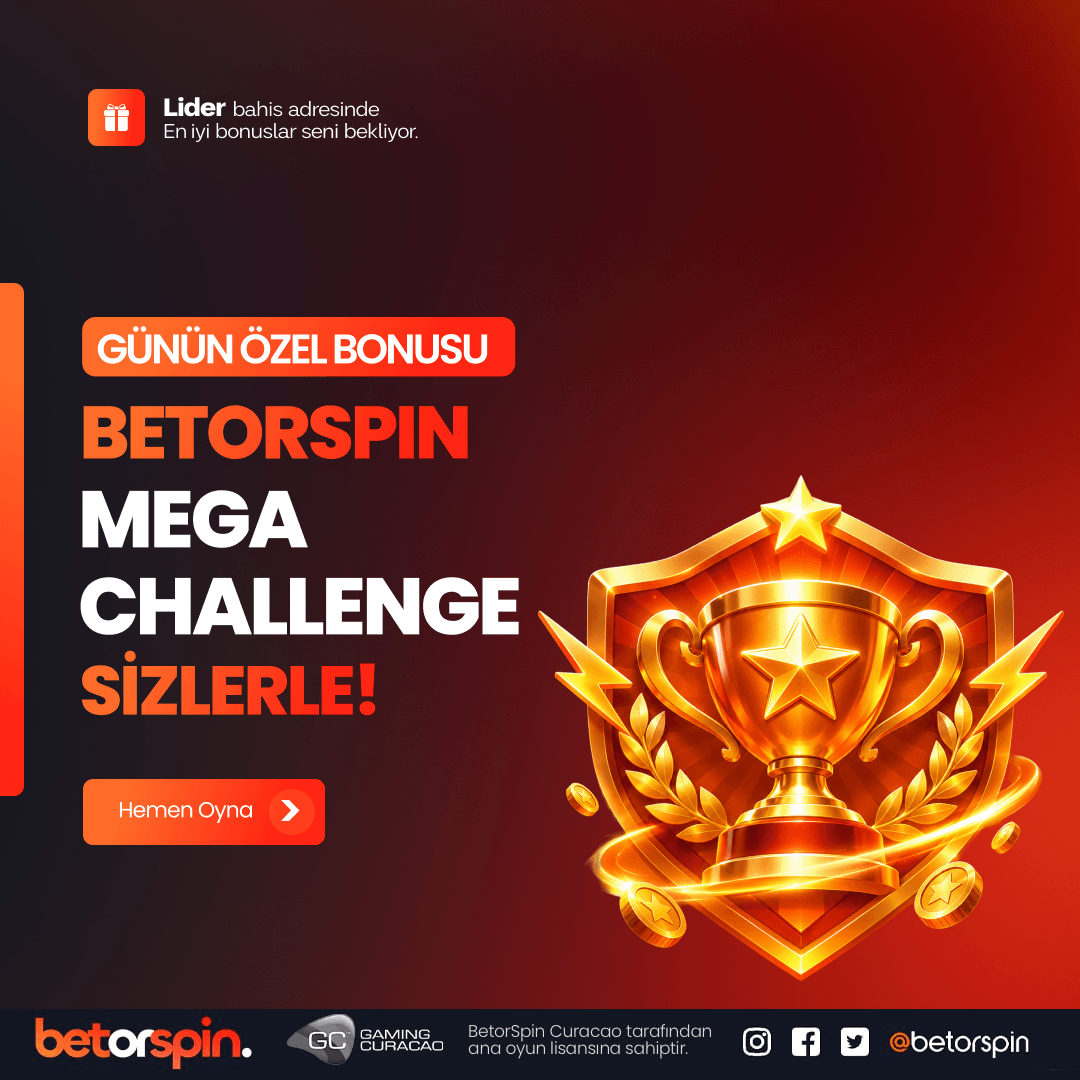 Lider bahis adresinde
En iyi bonuslar seni bekliyor.
GÜNÜN ÖZEL BONUSU
BETORSPIN
MEGA
CHALLENGE
SİZLERLE!
Hemen Oyna
betorspin.
GC GAMING
CURACAO
BetorSpin Curacao tarafından
ana oyun lisansına sahiptir.
@betorspin